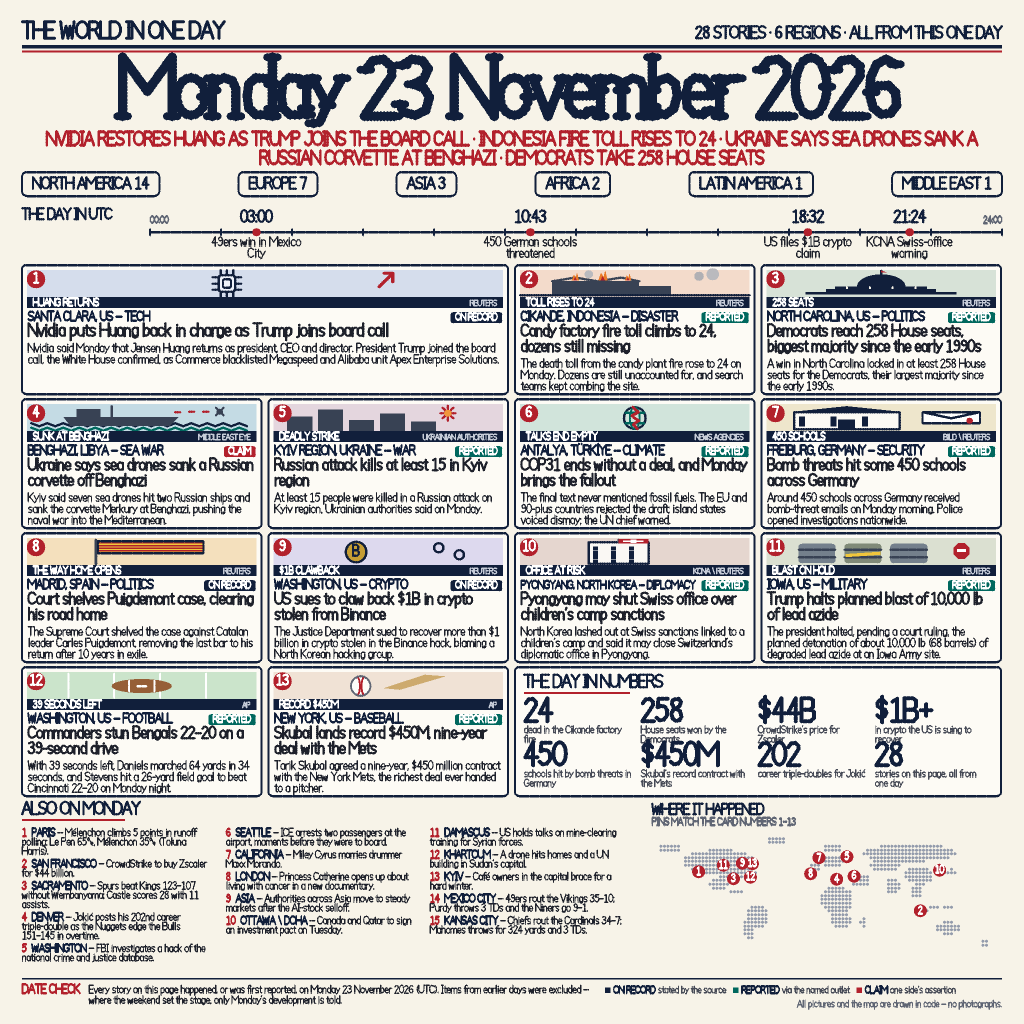 THE WORLD IN ONE DAY
28 STORIES · 6 REGIONS · ALL FROM THIS ONE DAY
Monday 23 November 2026
NVIDIA RESTORES HUANG AS TRUMP JOINS THE BOARD CALL · INDONESIA FIRE TOLL RISES TO 24 · UKRAINE SAYS SEA DRONES SANK A
RUSSIAN CORVETTE AT BENGHAZI · DEMOCRATS TAKE 258 HOUSE SEATS
NORTH AMERICA 14
EUROPE 7
ASIA 3
AFRICA 2
LATIN AMERICA 1
MIDDLE EAST 1
THE DAY IN UTC
00:00
03:00
10:43
18:32
21:24
24:00
49ers win in Mexico
City
450 German schools
threatened
US files $1B crypto
claim
KCNA Swiss-office
warning
1
HUANG RETURNS
REUTERS
SANTA CLARA, US – TECH
ON RECORD
Nvidia puts Huang back in charge as Trump joins board call
Nvidia said Monday that Jensen Huang returns as president, CEO and director. President Trump joined the board
call, the White House confirmed, as Commerce blacklisted Megaspeed and Alibaba unit Apex Enterprise Solutions.
2
TOLL RISES TO 24
REUTERS
CIKANDE, INDONESIA – DISASTER
REPORTED
Candy factory fire toll climbs to 24,
dozens still missing
The death toll from the candy plant fire rose to 24 on
Monday. Dozens are still unaccounted for, and search
teams kept combing the site.
3
258 SEATS
REUTERS
NORTH CAROLINA, US – POLITICS
REPORTED
Democrats reach 258 House seats,
biggest majority since the early 1990s
A win in North Carolina locked in at least 258 House
seats for the Democrats, their largest majority since
the early 1990s.
4
SUNK AT BENGHAZI
MIDDLE EAST EYE
BENGHAZI, LIBYA – SEA WAR
CLAIM
Ukraine says sea drones sank a Russian
corvette off Benghazi
Kyiv said seven sea drones hit two Russian ships and
sank the corvette Merkury at Benghazi, pushing the
naval war into the Mediterranean.
5
DEADLY STRIKE
UKRAINIAN AUTHORITIES
KYIV REGION, UKRAINE – WAR
REPORTED
Russian attack kills at least 15 in Kyiv
region
At least 15 people were killed in a Russian attack on
Kyiv region, Ukrainian authorities said on Monday.
6
TALKS END EMPTY
NEWS AGENCIES
ANTALYA, TÜRKIYE – CLIMATE
REPORTED
COP31 ends without a deal, and Monday
brings the fallout
The final text never mentioned fossil fuels. The EU and
90-plus countries rejected the draft, island states
voiced dismay, the UN chief warned.
7
450 SCHOOLS
BILD \ REUTERS
FREIBURG, GERMANY – SECURITY
REPORTED
Bomb threats hit some 450 schools
across Germany
Around 450 schools across Germany received
bomb-threat emails on Monday morning. Police
opened investigations nationwide.
8
THE WAY HOME OPENS
REUTERS
MADRID, SPAIN – POLITICS
ON RECORD
Court shelves Puigdemont case, clearing
his road home
The Supreme Court shelved the case against Catalan
leader Carles Puigdemont, removing the last bar to his
return after 10 years in exile.
9
B
$1B CLAWBACK
REUTERS
WASHINGTON, US – CRYPTO
ON RECORD
US sues to claw back $1B in crypto
stolen from Binance
The Justice Department sued to recover more than $1
billion in crypto stolen in the Binance hack, blaming a
North Korean hacking group.
10
OFFICE AT RISK
KCNA \ REUTERS
PYONGYANG, NORTH KOREA – DIPLOMACY
REPORTED
Pyongyang may shut Swiss office over
children's camp sanctions
North Korea lashed out at Swiss sanctions linked to a
children's camp and said it may close Switzerland's
diplomatic office in Pyongyang.
11
BLAST ON HOLD
REUTERS
IOWA, US – MILITARY
REPORTED
Trump halts planned blast of 10,000 lb
of lead azide
The president halted, pending a court ruling, the
planned detonation of about 10,000 lb (68 barrels) of
degraded lead azide at an Iowa Army site.
12
39 SECONDS LEFT
AP
WASHINGTON, US – FOOTBALL
REPORTED
Commanders stun Bengals 22–20 on a
39-second drive
With 39 seconds left, Daniels marched 64 yards in 34
seconds, and Stevens hit a 26-yard field goal to beat
Cincinnati 22–20 on Monday night.
13
RECORD $450M
AP
NEW YORK, US – BASEBALL
REPORTED
Skubal lands record $450M, nine-year
deal with the Mets
Tarik Skubal agreed a nine-year, $450 million contract
with the New York Mets, the richest deal ever handed
to a pitcher.
THE DAY IN NUMBERS
24
258
$44B
$1B+
dead in the Cikande factory
fire
House seats won by the
Democrats
CrowdStrike's price for
Zscaler
in crypto the US is suing to
recover
450
$450M
202
28
schools hit by bomb threats in
Germany
Skubal's record contract with
the Mets
career triple-doubles for Jokić
stories on this page, all from
one day
ALSO ON MONDAY
1 PARIS – Mélenchon climbs 5 points in runoff
polling: Le Pen 65%, Mélenchon 35% (Toluna
Harris).
2 SAN FRANCISCO – CrowdStrike to buy Zscaler
for $44 billion.
3 SACRAMENTO – Spurs beat Kings 123–107
without Wembanyama; Castle scores 28 with 11
assists.
4 DENVER – Jokić posts his 202nd career
triple-double as the Nuggets edge the Bulls
151–145 in overtime.
5 WASHINGTON – FBI investigates a hack of the
national crime and justice database.
6 SEATTLE – ICE arrests two passengers at the
airport, moments before they were to board.
7 CALIFORNIA – Miley Cyrus marries drummer
Maxx Morando.
8 LONDON – Princess Catherine opens up about
living with cancer in a new documentary.
9 ASIA – Authorities across Asia move to steady
markets after the AI-stock selloff.
10 OTTAWA \ DOHA – Canada and Qatar to sign
an investment pact on Tuesday.
11 DAMASCUS – US holds talks on mine-clearing
training for Syrian forces.
12 KHARTOUM – A drone hits homes and a UN
building in Sudan's capital.
13 KYIV – Café owners in the capital brace for a
hard winter.
14 MEXICO CITY – 49ers rout the Vikings 35–10;
Purdy throws 3 TDs and the Niners go 9–1.
15 KANSAS CITY – Chiefs rout the Cardinals 34–7;
Mahomes throws for 324 yards and 3 TDs.
WHERE IT HAPPENED
PINS MATCH THE CARD NUMBERS 1–13
7
5
11
9
13
1
3
12
8
4
6
10
2
DATE CHECK
Every story on this page happened, or was first reported, on Monday 23 November 2026 (UTC). Items from earlier days were excluded –
where the weekend set the stage, only Monday's development is told.
ON RECORD stated by the source
REPORTED via the named outlet
CLAIM one side's assertion
All pictures and the map are drawn in code – no photographs.